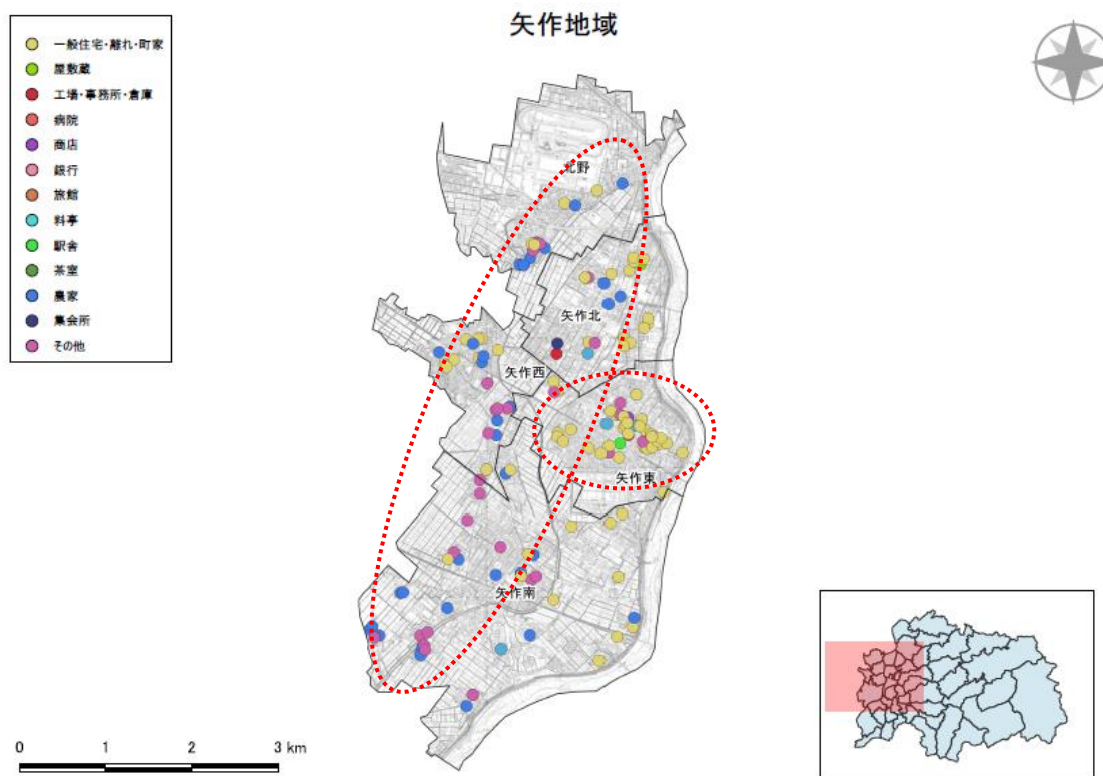 矢作地域
一般住宅・離れ・町家
屋敷蔵
工場・事務所・倉庫
病院
商店
銀行
旅館
料亭
駅舎
茶室
農家
集会所
その他
北野
矢作北
矢作西
矢作東
矢作南
0 1 2 3 km